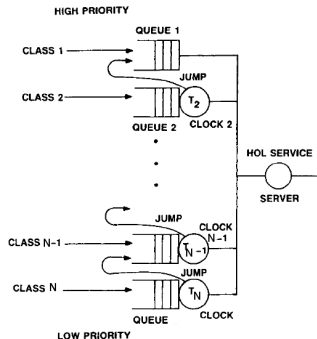 HIGH PRIORITY
QUEUE 1
CLASS 1
JUMP
CLASS 2
T2
QUEUE 2
CLOCK 2
HOL SERVICE
SERVER
JUMP
CLOCK
N-1
CLASS N-1
TN-1
JUMP
CLASS N
TN
QUEUE
CLOCK
LOW PRIORITY